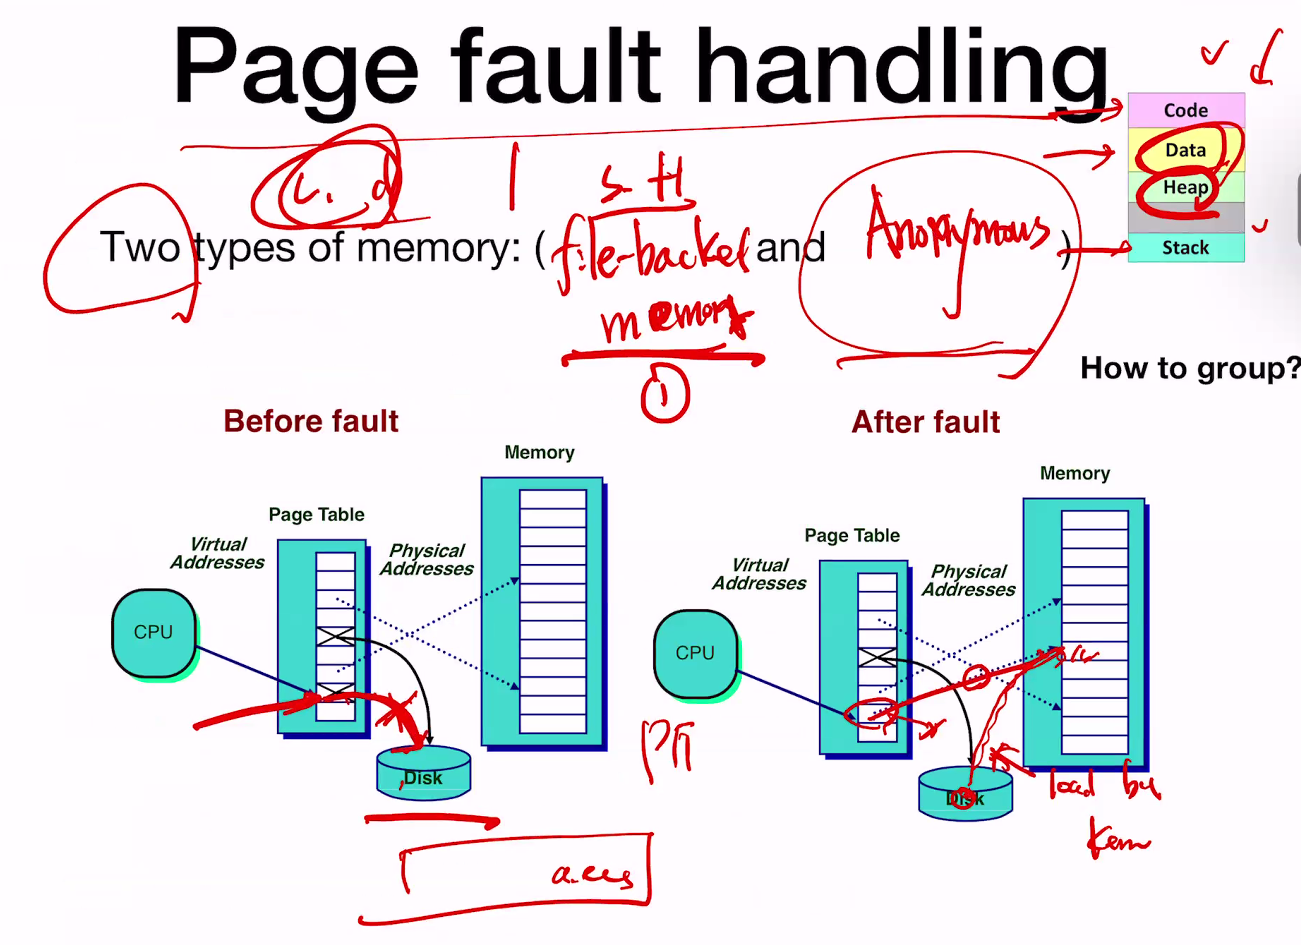 Page fault handling
Code
Data
Heap
Stack
S H
Two types of memory: ( file-backed memory and Anonymous )
①
How to group?
Before fault
After fault
Memory
Page Table
Virtual Addresses
Physical Addresses
CPU
Disk
Memory
Page Table
Virtual Addresses
Physical Addresses
CPU
Disk
load by
Kern